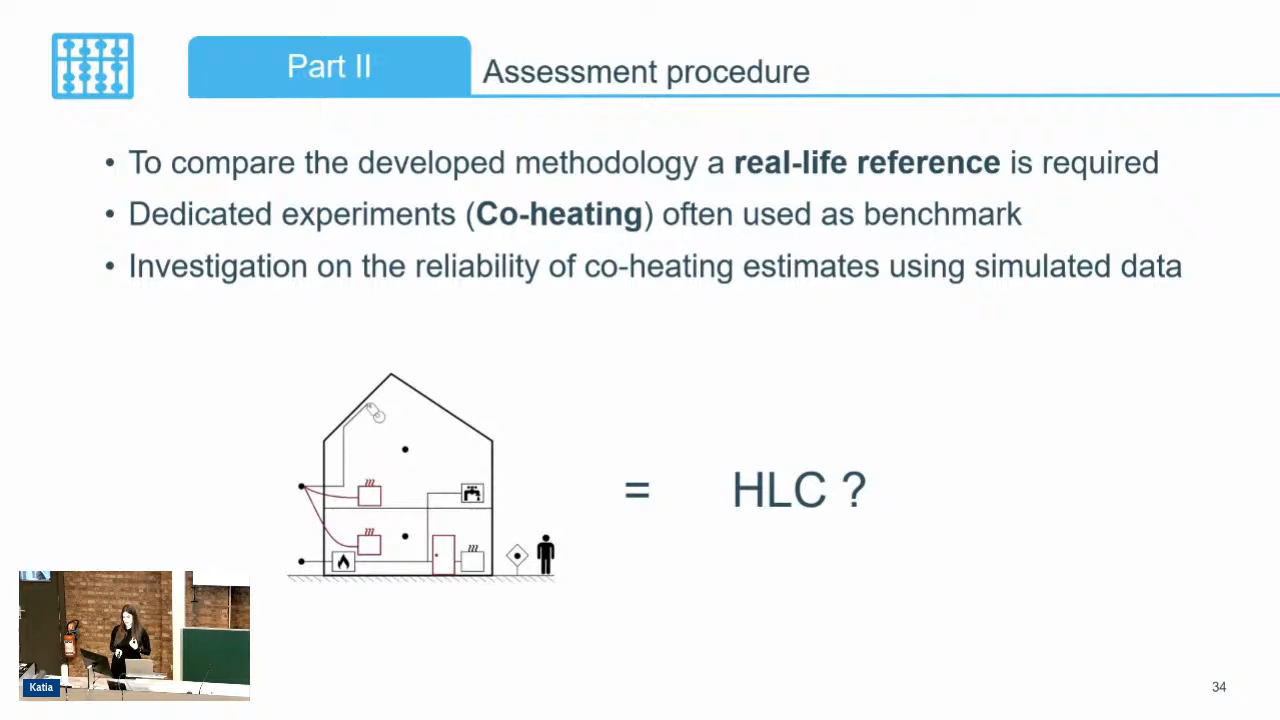 Part II
Assessment procedure
• To compare the developed methodology a real-life reference is required
• Dedicated experiments (Co-heating) often used as benchmark
• Investigation on the reliability of co-heating estimates using simulated data
= HLC ?
Katia
34